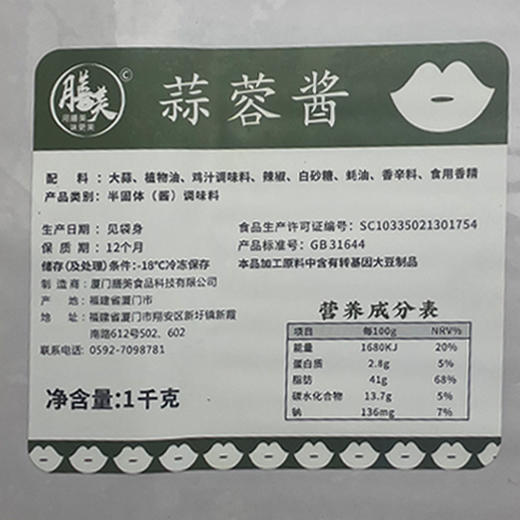 膳美
©
用膳美
味更美
蒜蓉酱
配　　料：大蒜、植物油、鸡汁调味料、辣椒、白砂糖、蚝油、香辛料、食用香精
产品类别：半固体（酱）调味料
生产日期：见袋身
保 质 期：12个月
储存(及处理)条件：-18℃冷冻保存
制 造 商：厦门膳美食品科技有限公司
产　　地：福建省厦门市
地　　址：福建省厦门市翔安区新圩镇新霞
南路612号502、602
联系电话：0592-7098781
净含量:1千克
食品生产许可证编号：SC10335021301754
产品标准号：GB 31644
本品加工原料中含有转基因大豆制品
营养成分表
项目 每100g NRV%
能量 1680KJ 20%
蛋白质 2.8g 5%
脂肪 41g 68%
碳水化合物 13.7g 5%
钠 136mg 7%